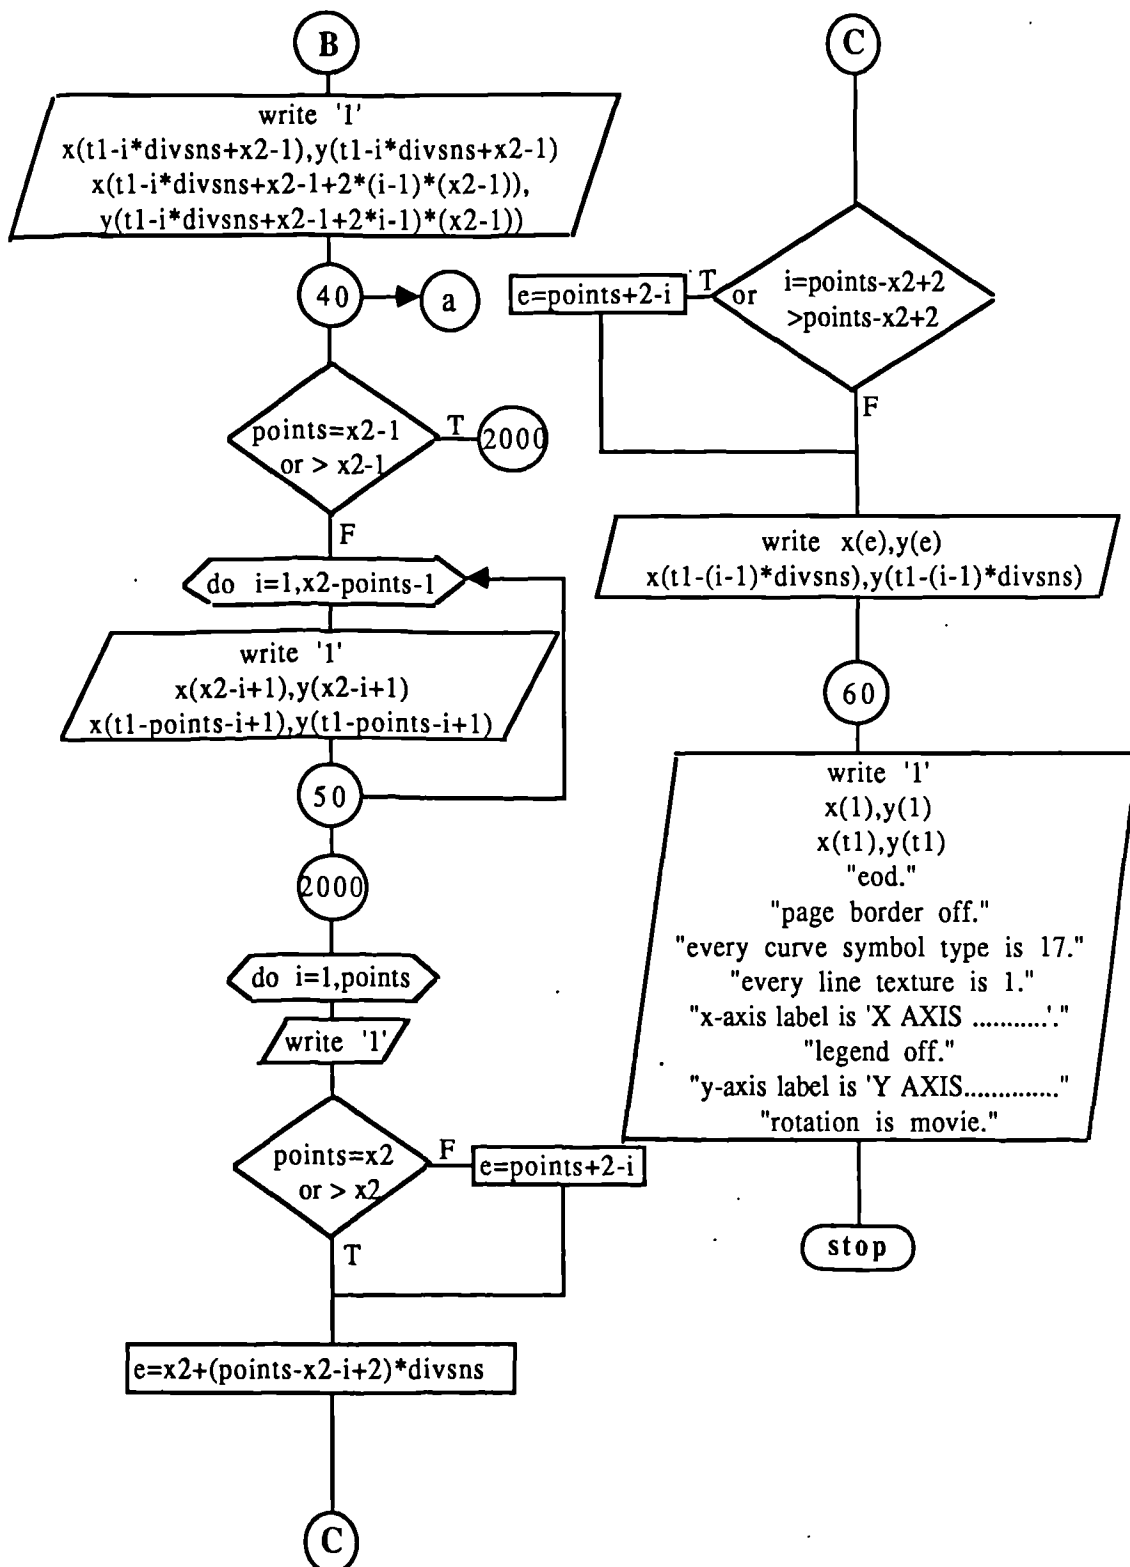 B
write '1'
x(t1-i*divsns+x2-1),y(t1-i*divsns+x2-1)
x(t1-i*divsns+x2-1+2*(i-1)*(x2-1)),
y(t1-i*divsns+x2-1+2*i-1)*(x2-1))
40
a
points=x2-1
or > x2-1
T
2000
F
do i=1,x2-points-1
write '1'
x(x2-i+1),y(x2-i+1)
x(t1-points-i+1),y(t1-points-i+1)
50
2000
do i=1,points
write '1'
points=x2
or > x2
F
e=points+2-i
T
e=x2+(points-x2-i+2)*divsns
C
C
i=points-x2+2
or >points-x2+2
T
e=points+2-i
F
write x(e),y(e)
x(t1-(i-1)*divsns),y(t1-(i-1)*divsns)
60
write '1'
x(1),y(1)
x(t1),y(t1)
"eod."
"page border off."
"every curve symbol type is 17."
"every line texture is 1."
"x-axis label is 'X AXIS ...........'."
"legend off."
"y-axis label is 'Y AXIS.............."
"rotation is movie."
stop